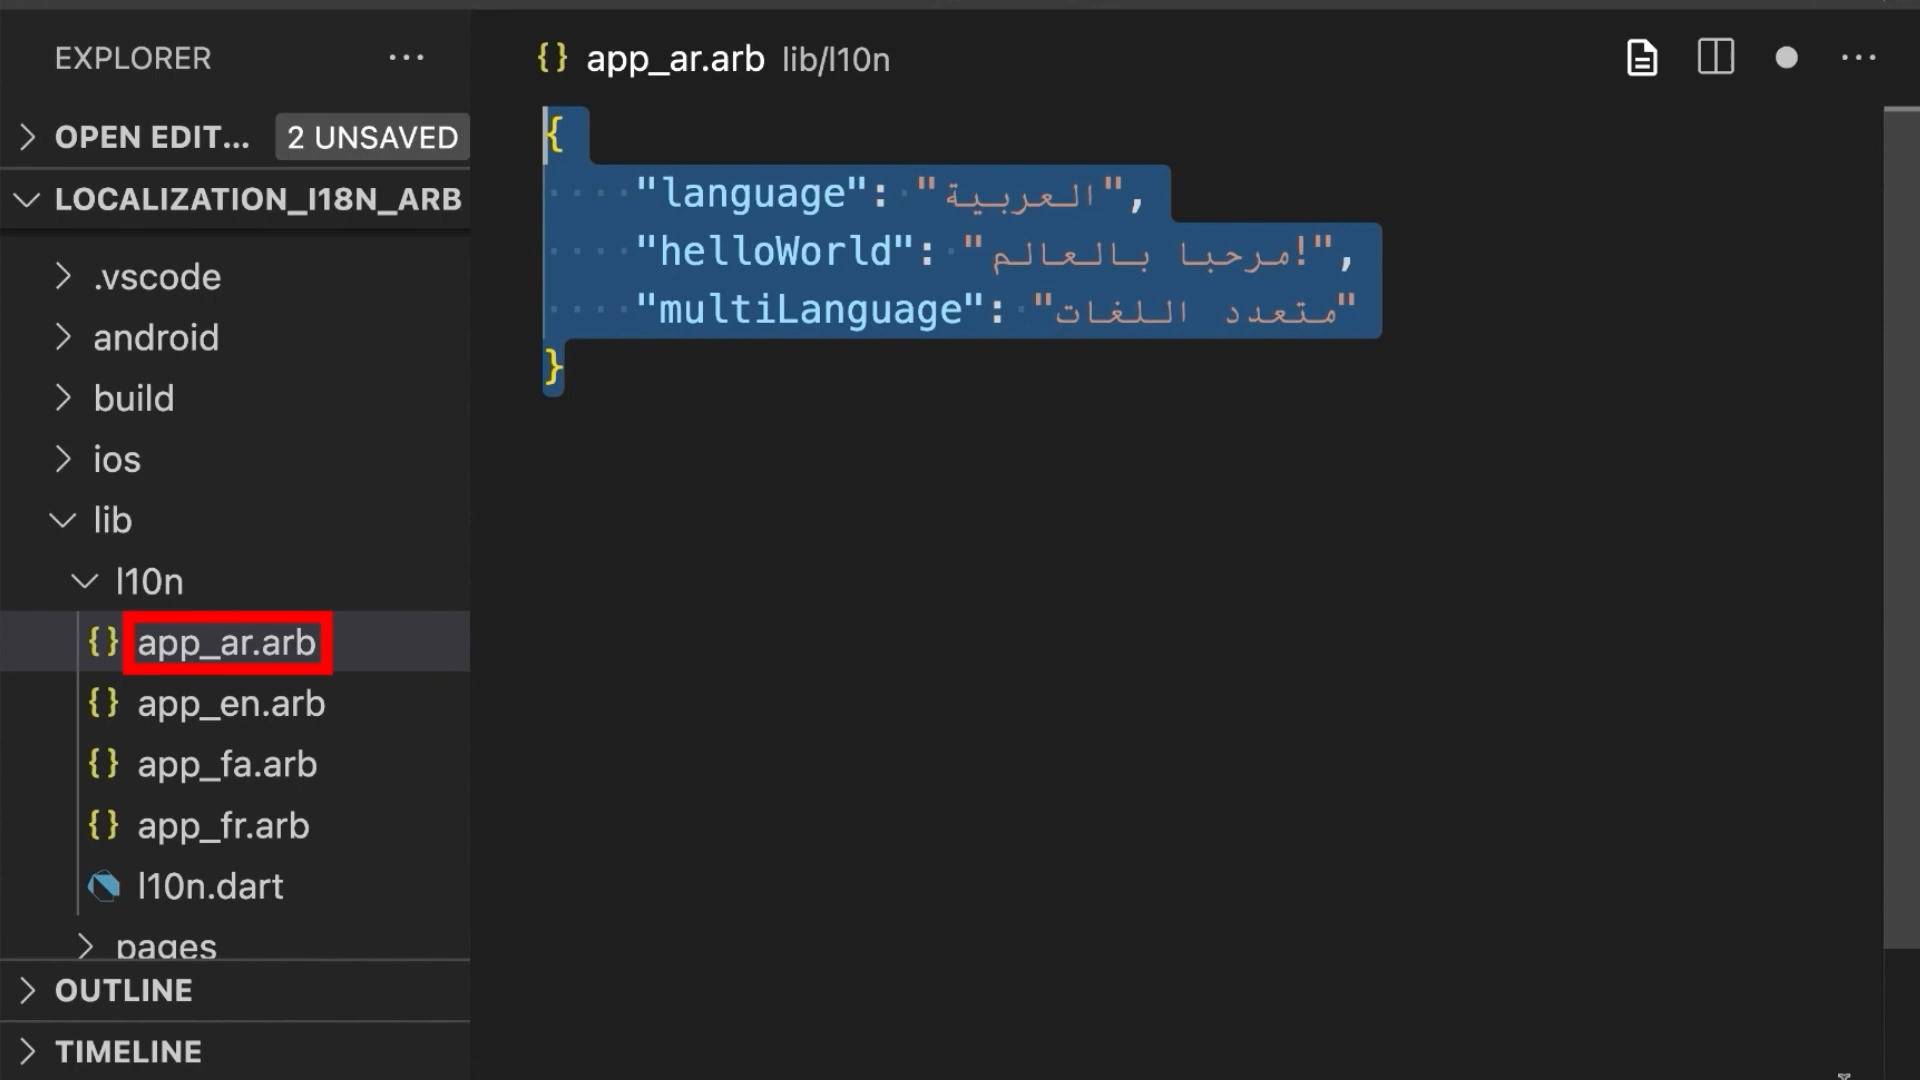 EXPLORER
OPEN EDIT... 2 UNSAVED
LOCALIZATION_I18N_ARB
.vscode
android
build
ios
lib
l10n
app_ar.arb
app_en.arb
app_fa.arb
app_fr.arb
l10n.dart
pages
OUTLINE
TIMELINE
{} app_ar.arb lib/l10n
{
"language": "العربية",
"helloWorld": "مرحبا بالعالم!",
"multiLanguage": "متعدد اللغات"
}